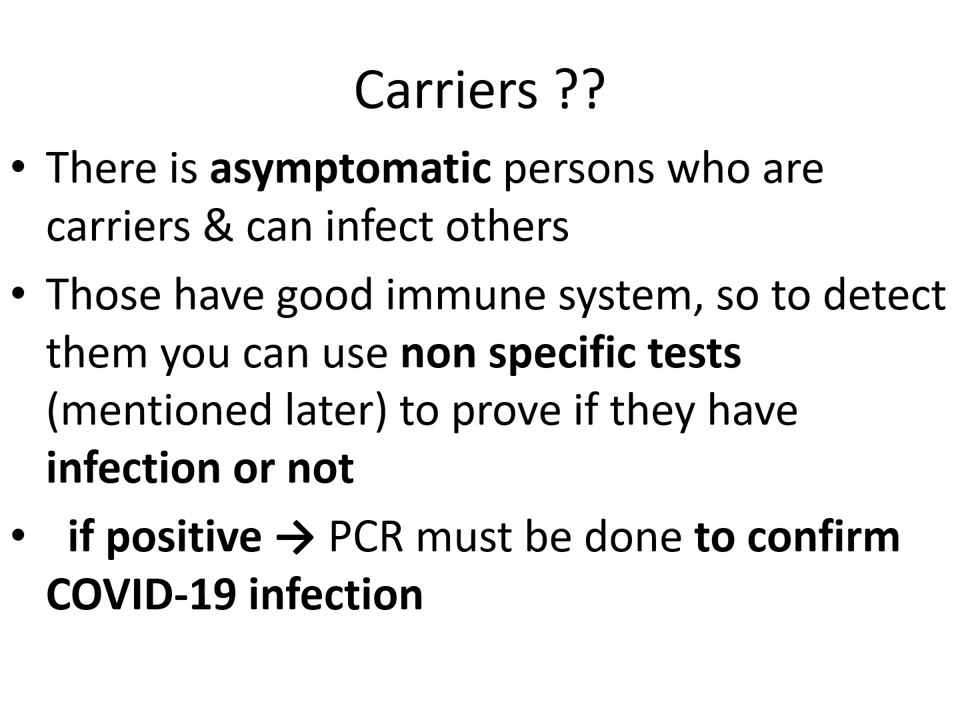 Carriers ??
• There is asymptomatic persons who are
carriers & can infect others
• Those have good immune system, so to detect
them you can use non specific tests
(mentioned later) to prove if they have
infection or not
• if positive → PCR must be done to confirm
COVID-19 infection